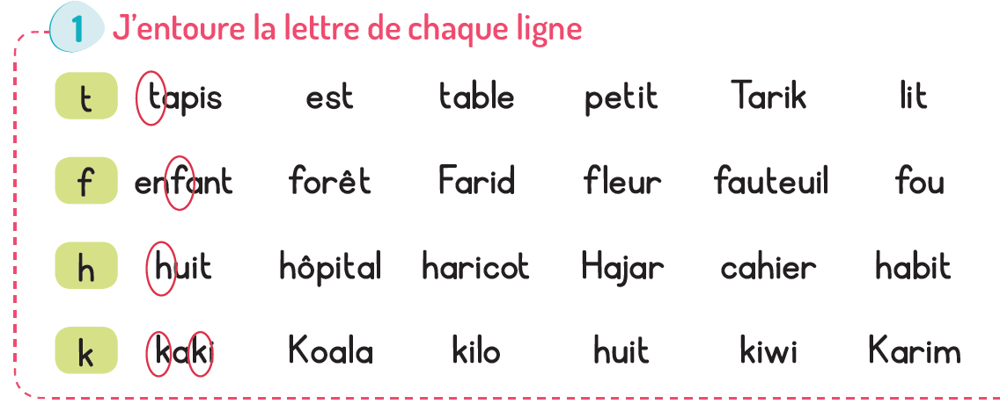 1 J'entoure la lettre de chaque ligne
t tapis est table petit Tarik lit
f enfant forêt Farid fleur fauteuil fou
h huit hôpital haricot Hajar cahier habit
k kaki Koala kilo huit kiwi Karim